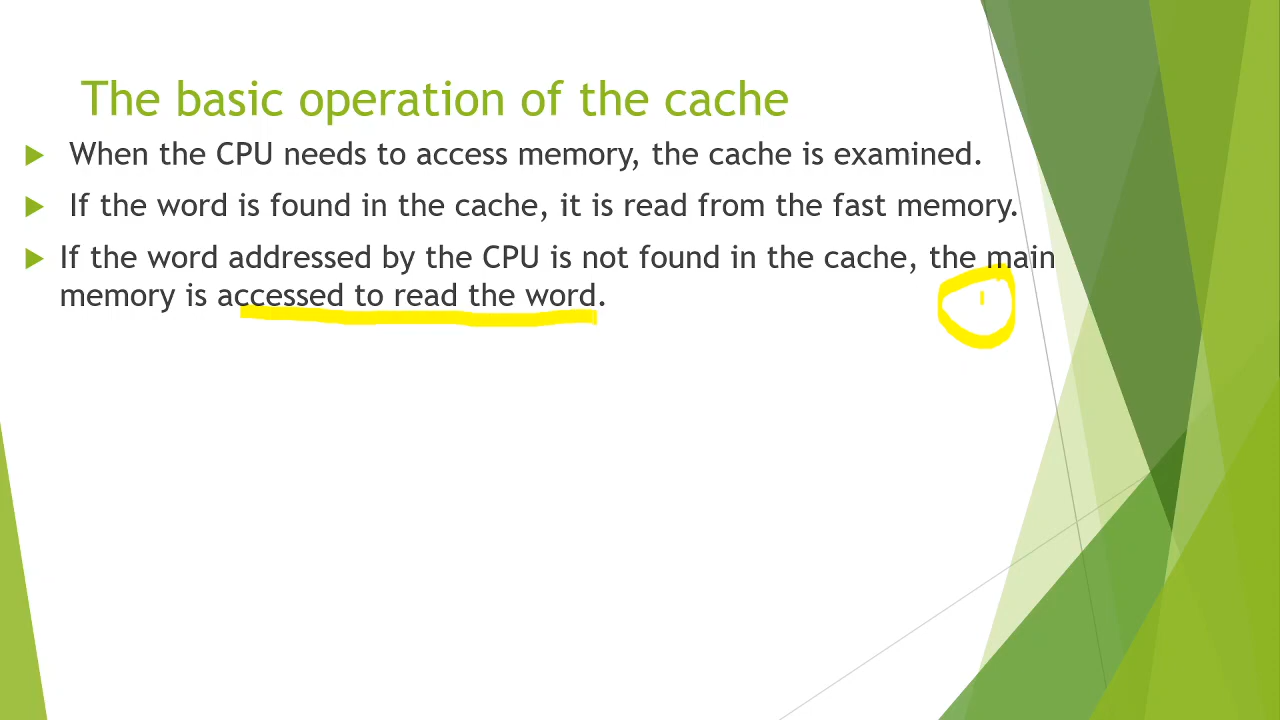 The basic operation of the cache
When the CPU needs to access memory, the cache is examined.
If the word is found in the cache, it is read from the fast memory.
If the word addressed by the CPU is not found in the cache, the main
memory is accessed to read the word.